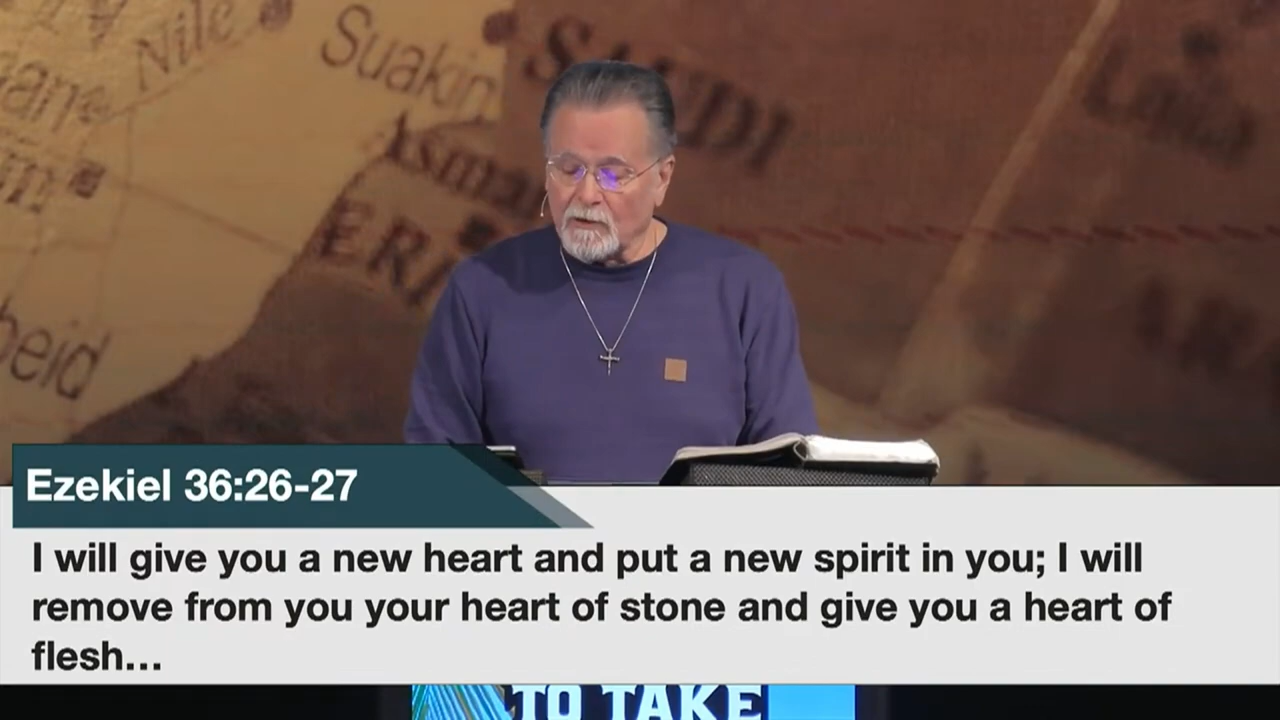 Nile
Suakin
SAUDI
Asma
ERI
beid
Ezekiel 36:26-27
I will give you a new heart and put a new spirit in you; I will
remove from you your heart of stone and give you a heart of
flesh...
TO TAKE